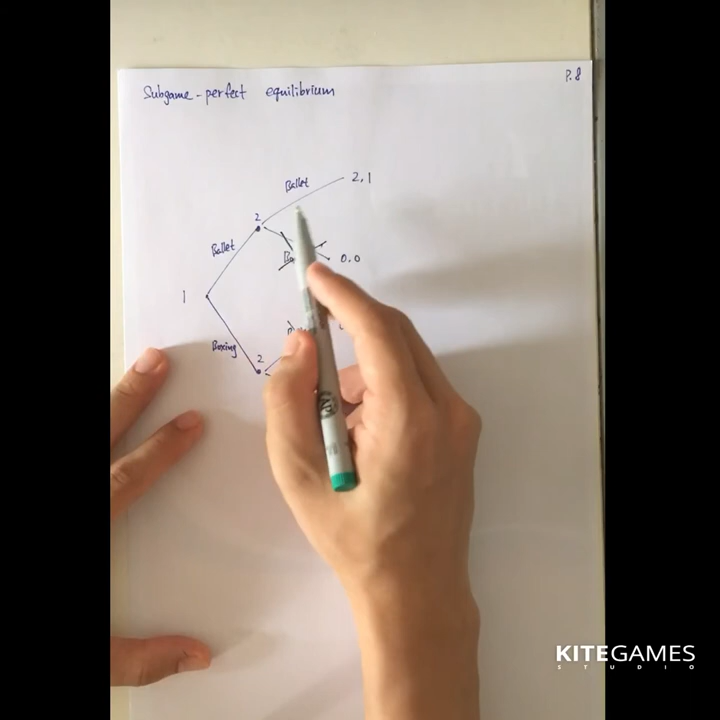 Subgame-perfect equilibrium
P.8
Ballet
2,1
2
Ballet
0,0
1
Boxing
2
KITEGAMES
STUDIO